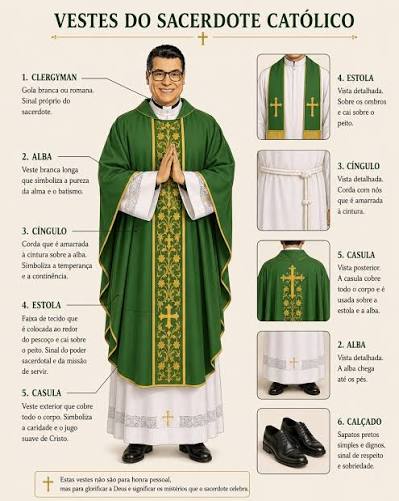 VESTES DO SACERDOTE CATÓLICO
1. CLERGYMAN
Gola branca ou romana.
Sinal próprio do
sacerdote.
2. ALBA
Veste branca longa
que simboliza a pureza
da alma e o batismo.
3. CÍNGULO
Corda que é amarrada
à cintura sobre a alba.
Simboliza a temperança
e a continência.
4. ESTOLA
Faixa de tecido que
é colocada ao redor
do pescoço e cai sobre o
peito. Sinal do poder
sacerdotal e da missão
de servir.
5. CASULA
Veste exterior que cobre
todo o corpo. Simboliza
a caridade e o jugo
suave de Cristo.
4. ESTOLA
Vista detalhada.
Sobre os ombros
e cai sobre o
peito.
3. CÍNGULO
Vista detalhada.
Corda com nós
que é amarrada
à cintura.
5. CASULA
Vista posterior.
A casula cobre
todo o corpo e é
usada sobre a
estola e a alba.
2. ALBA
Vista detalhada.
A alba chega
até os pés.
6. CALÇADO
Sapatos pretos
simples e dignos,
sinal de respeito
e sobriedade.
Estas vestes não são para honra pessoal,
mas para glorificar a Deus e significar os mistérios que o sacerdote celebra.